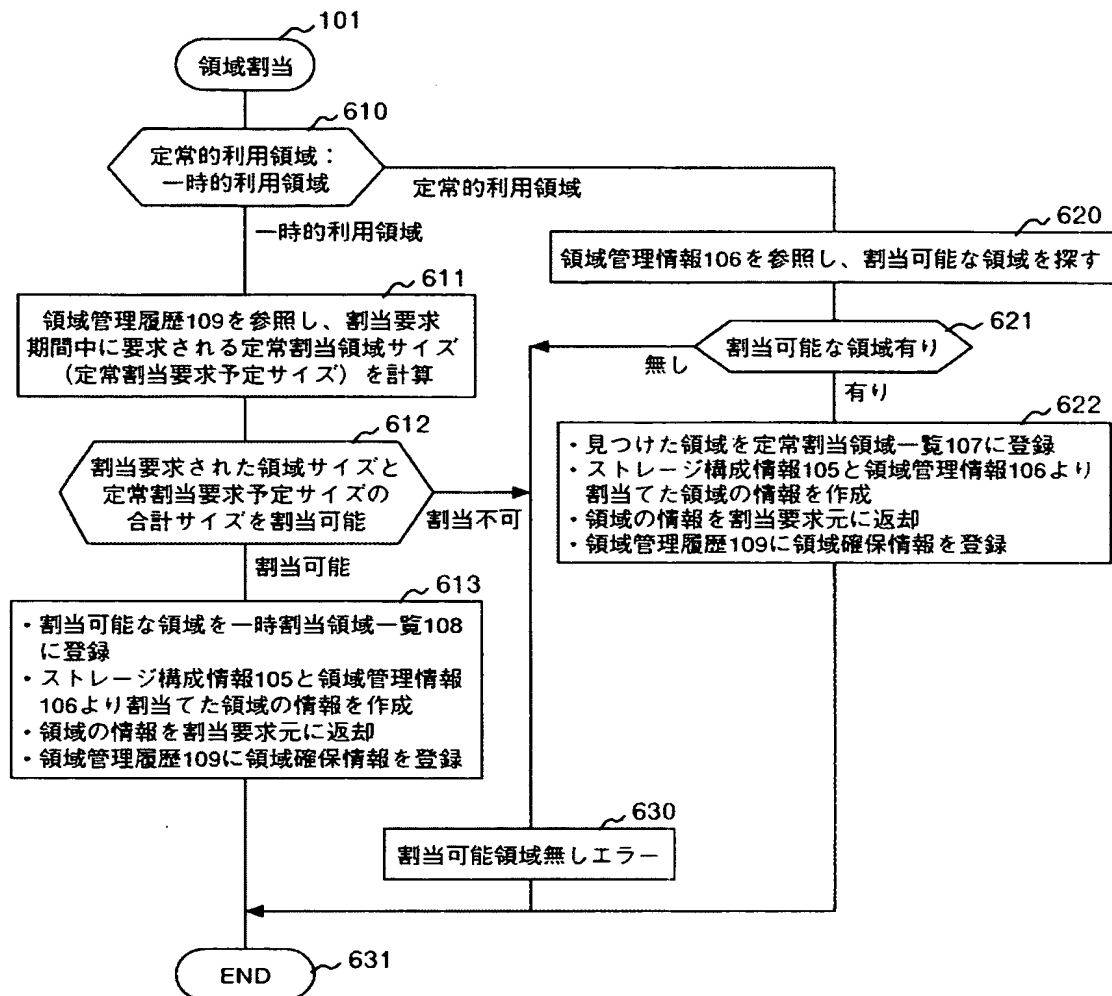 101
領域割当
610
定常的利用領域：
一時的利用領域
定常的利用領域
一時的利用領域
620
領域管理情報106を参照し、割当可能な領域を探す
611
領域管理履歴109を参照し、割当要求
期間中に要求される定常割当領域サイズ
（定常割当要求予定サイズ）を計算
621
割当可能な領域有り
無し
有り
612
割当要求された領域サイズと
定常割当要求予定サイズの
合計サイズを割当可能
割当不可
割当可能
622
・見つけた領域を定常割当領域一覧107に登録
・ストレージ構成情報105と領域管理情報106より
割当てた領域の情報を作成
・領域の情報を割当要求元に返却
・領域管理履歴109に領域確保情報を登録
613
・割当可能な領域を一時割当領域一覧108
に登録
・ストレージ構成情報105と領域管理情報
106より割当てた領域の情報を作成
・領域の情報を割当要求元に返却
・領域管理履歴109に領域確保情報を登録
630
割当可能領域無しエラー
END
631